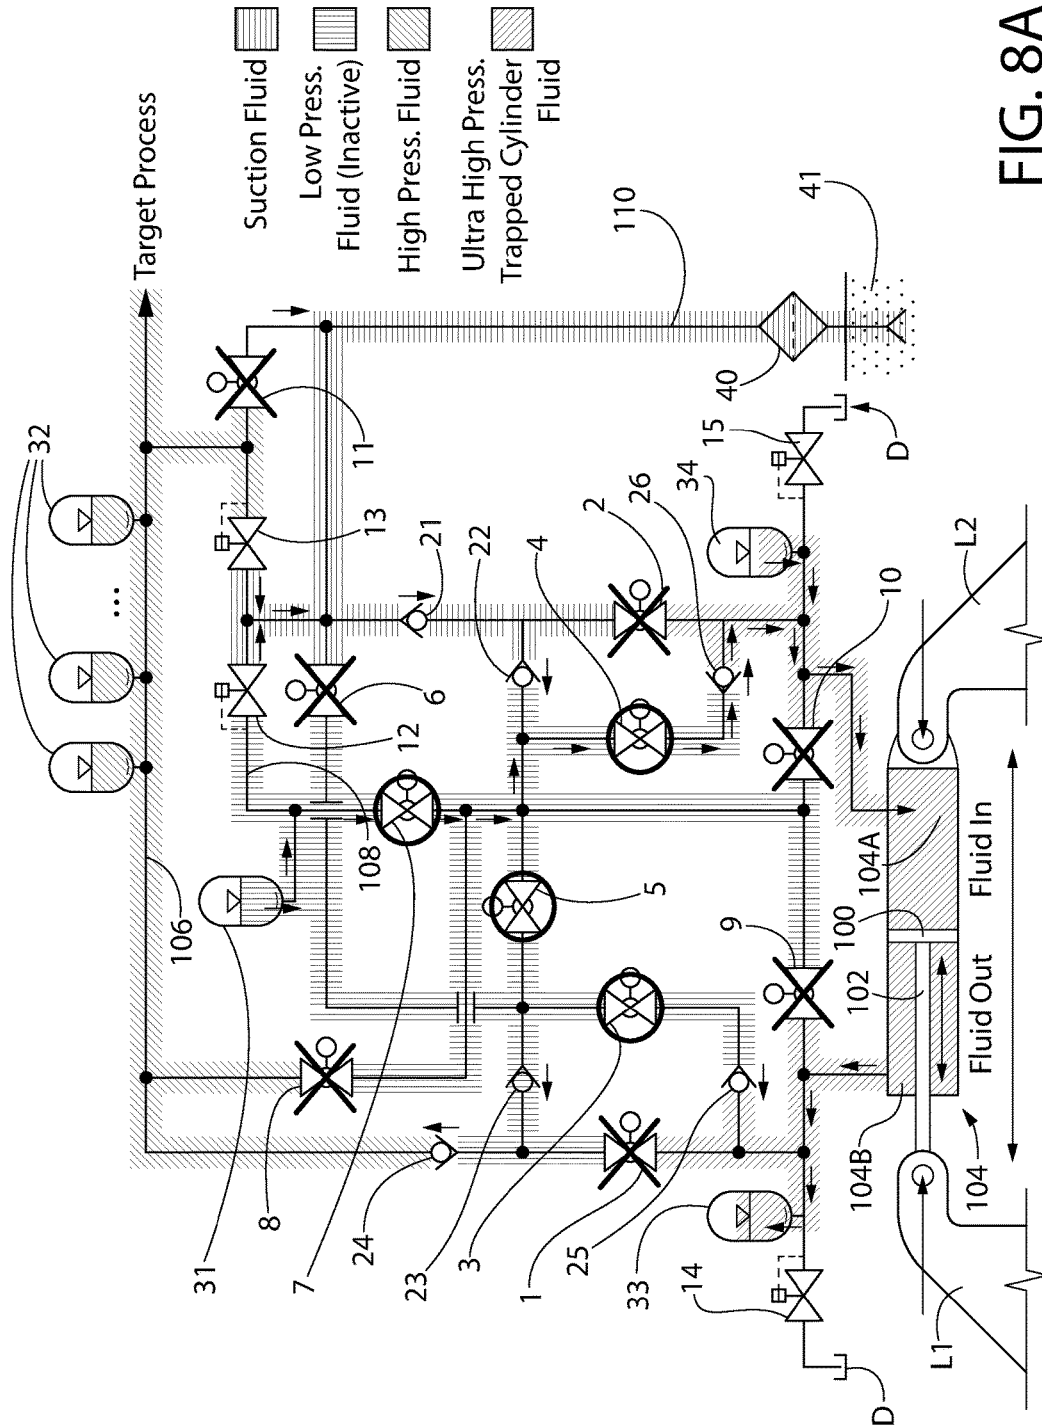 32
...
Target Process
106
31
Suction Fluid
8
7
Low Press.
Fluid (Inactive)
11
24
108
13
12
High Press. Fluid
23
6
21
3
22
Ultra High Press.
Trapped Cylinder
Fluid
1
4
25
2
110
33
26
5
34
14
15
40
9
41
100
104B
104A
D
102
10
D
L1
L2
104
Fluid Out
Fluid In
FIG. 8A